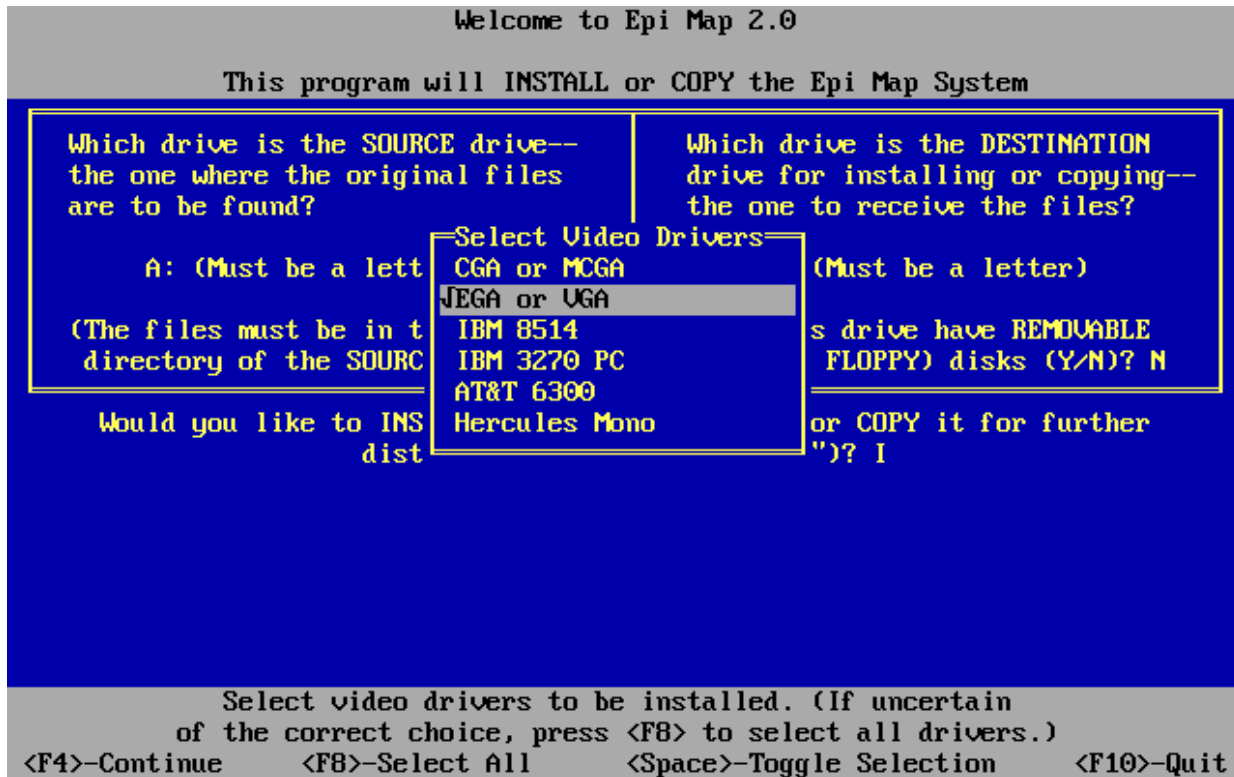 Welcome to Epi Map 2.0
This program will INSTALL or COPY the Epi Map System
Which drive is the SOURCE drive--
the one where the original files
are to be found?
A: (Must be a lett
(The files must be in t
directory of the SOURC
Which drive is the DESTINATION
drive for installing or copying--
the one to receive the files?
(Must be a letter)
s drive have REMOVABLE
FLOPPY) disks (Y/N)? N
Select Video Drivers
CGA or MCGA
√EGA or VGA
IBM 8514
IBM 3270 PC
AT&T 6300
Hercules Mono
Would you like to INS or COPY it for further
dist ")? I
Select video drivers to be installed. (If uncertain
of the correct choice, press <F8> to select all drivers.)
<F4>-Continue <F8>-Select All <Space>-Toggle Selection <F10>-Quit